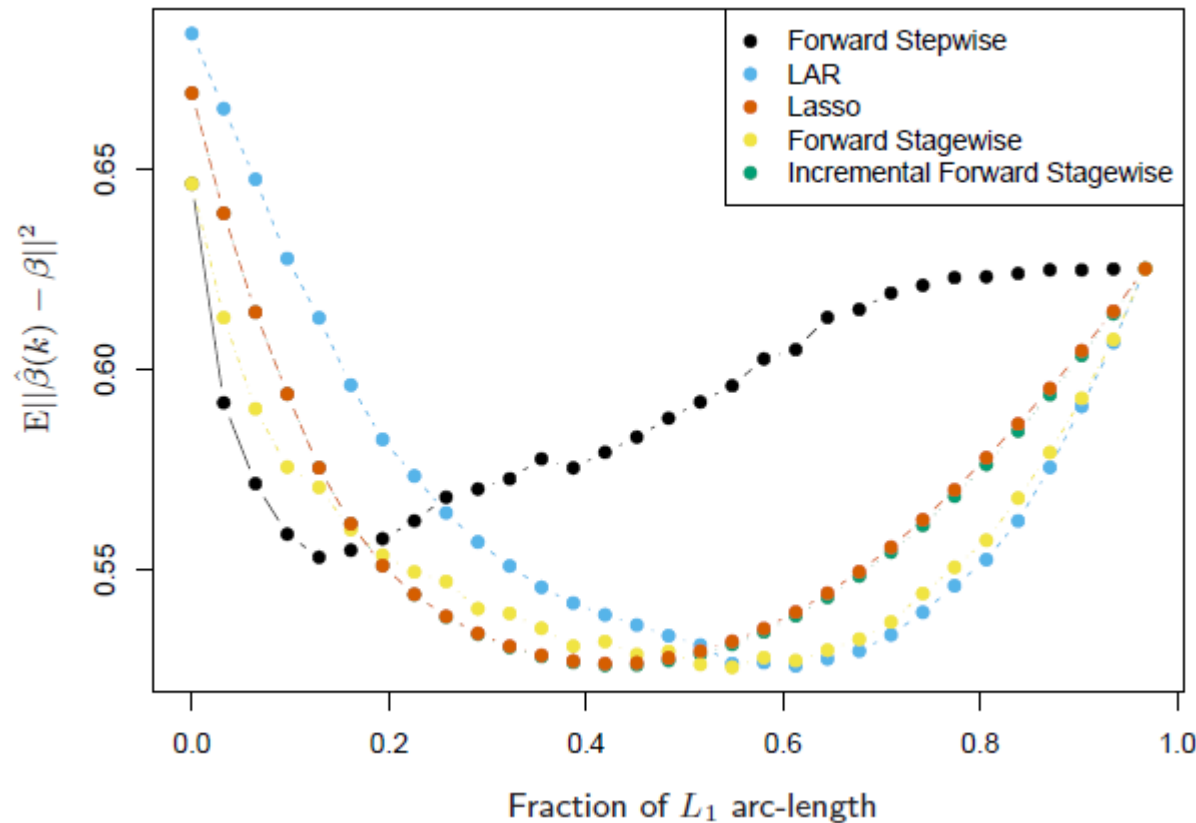 Forward Stepwise
LAR
Lasso
Forward Stagewise
Incremental Forward Stagewise
E||β̂(k) − β||²
0.65
0.60
0.55
0.0 0.2 0.4 0.6 0.8 1.0
Fraction of L₁ arc-length